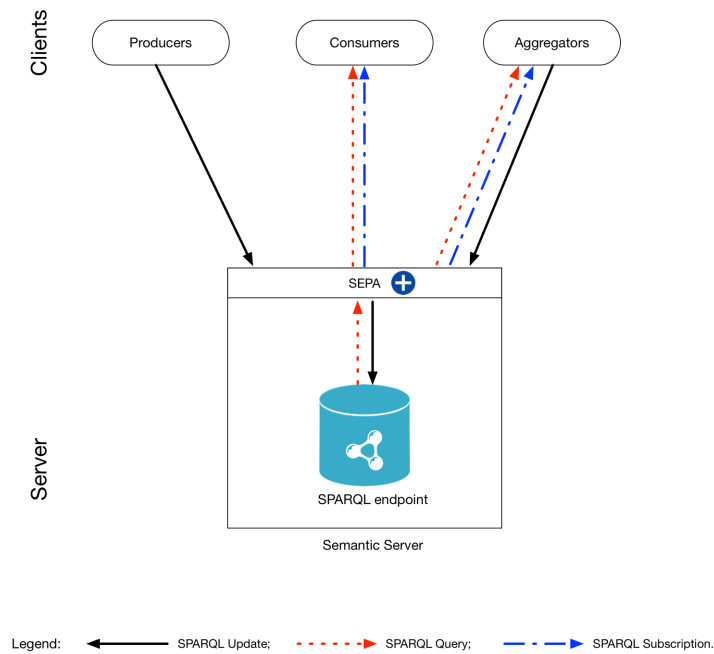 Clients
Producers
Consumers
Aggregators
SEPA
Server
SPARQL endpoint
Semantic Server
Legend: SPARQL Update; SPARQL Query; SPARQL Subscription.